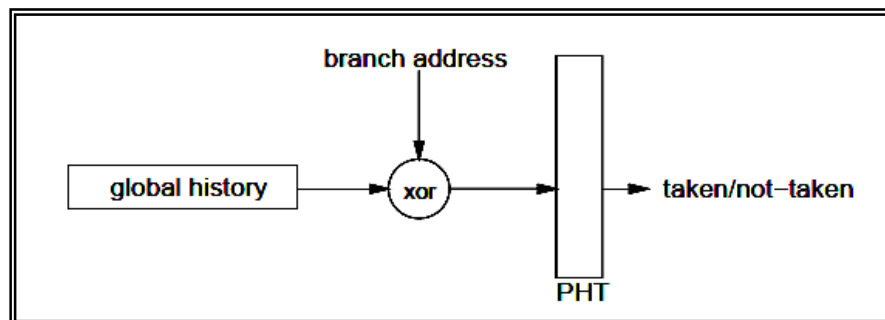 branch address
global history
xor
taken/not-taken
PHT